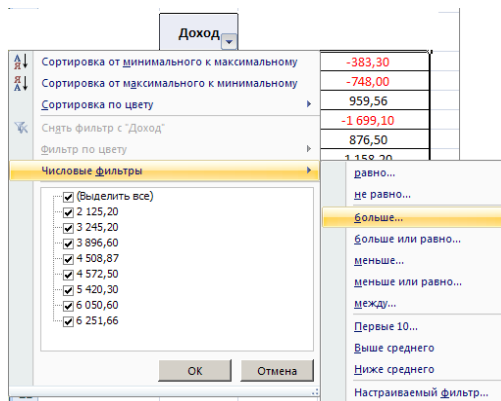 Доход
Сортировка от минимального к максимальному
Сортировка от максимального к минимальному
Сортировка по цвету
Снять фильтр с "Доход"
Фильтр по цвету
Числовые фильтры
(Выделить все)
2 125,20
3 245,20
3 896,60
4 508,87
4 572,50
5 420,30
6 050,60
6 251,66
ОК Отмена
-383,30
-748,00
959,56
-1 699,10
876,50
1 158,20
равно...
не равно...
больше...
больше или равно...
меньше...
меньше или равно...
между...
Первые 10...
Выше среднего
Ниже среднего
Настраиваемый фильтр...